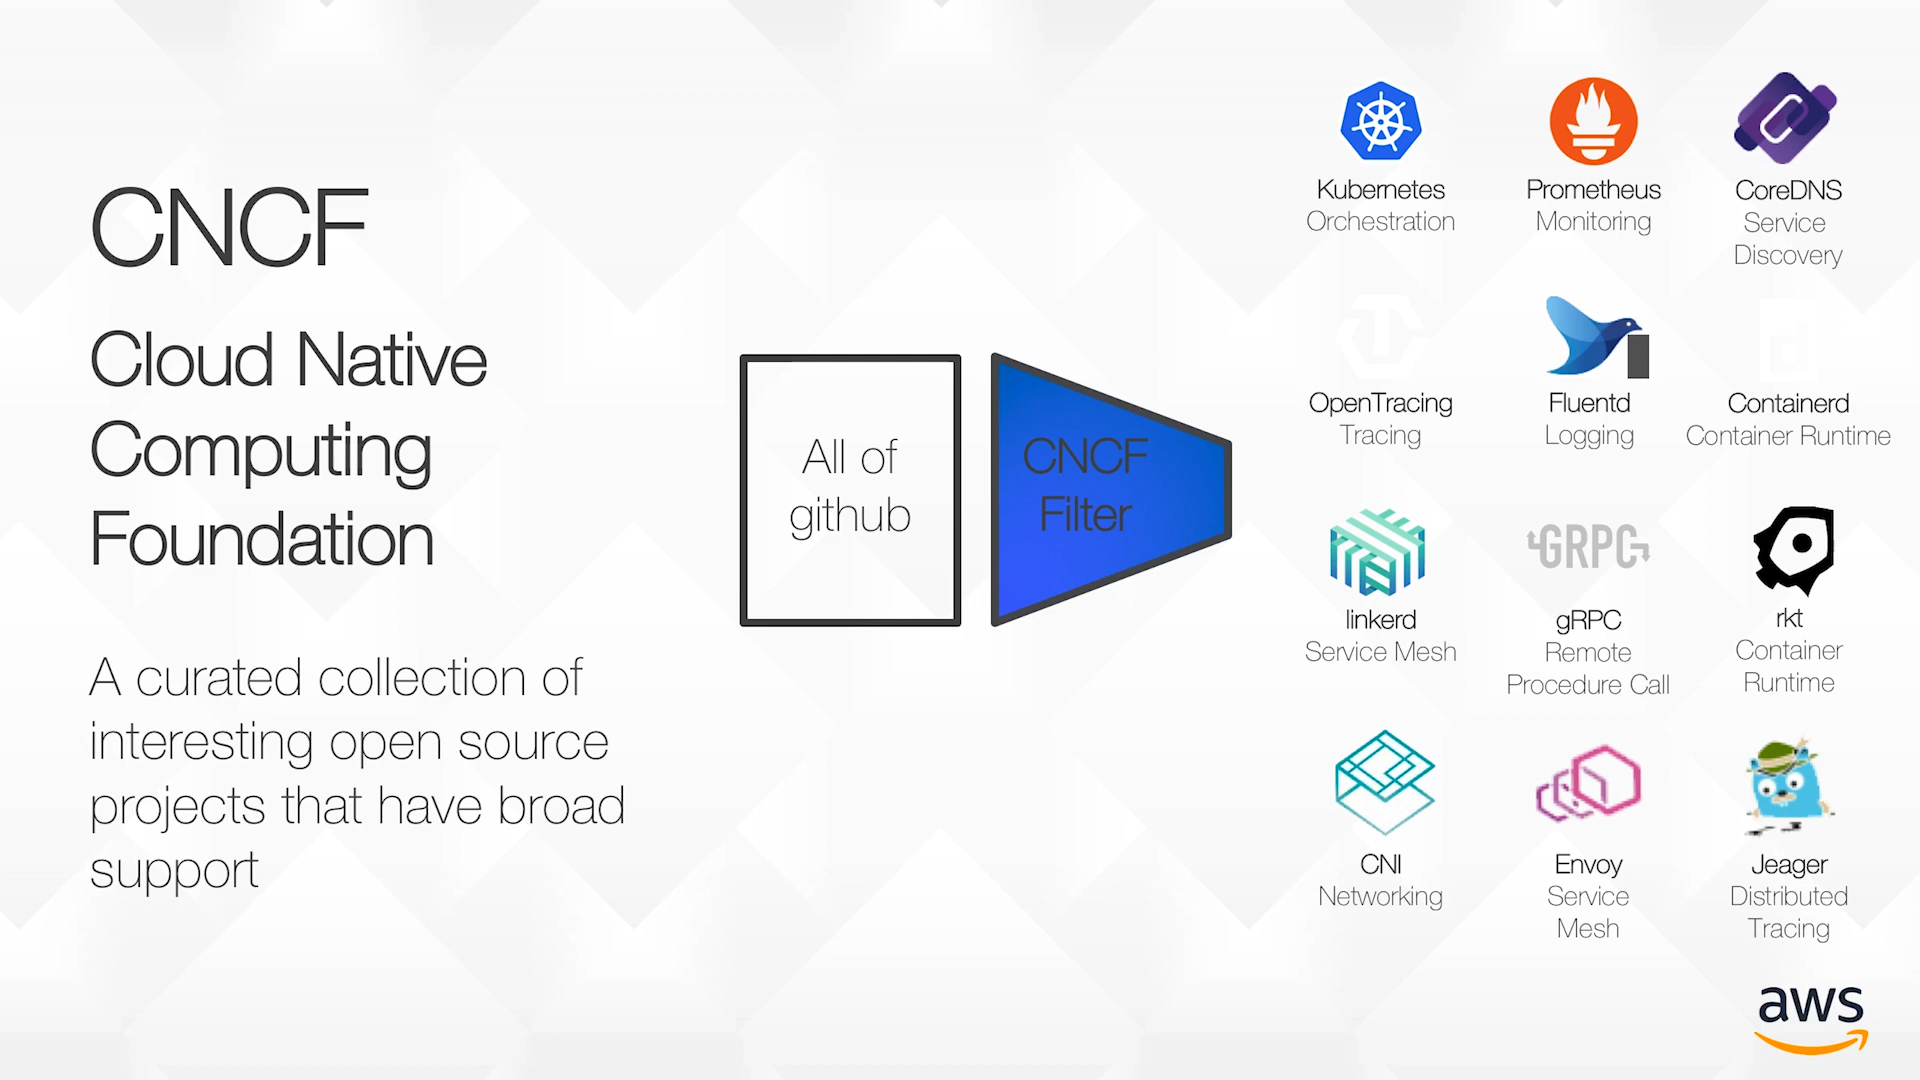 CNCF
Cloud Native
Computing
Foundation
A curated collection of
interesting open source
projects that have broad
support
All of
github
CNCF
Filter
Kubernetes
Orchestration
Prometheus
Monitoring
CoreDNS
Service
Discovery
OpenTracing
Tracing
Fluentd
Logging
Containerd
Container Runtime
linkerd
Service Mesh
GRPC
gRPC
Remote
Procedure Call
rkt
Container
Runtime
CNI
Networking
Envoy
Service
Mesh
Jeager
Distributed
Tracing
aws